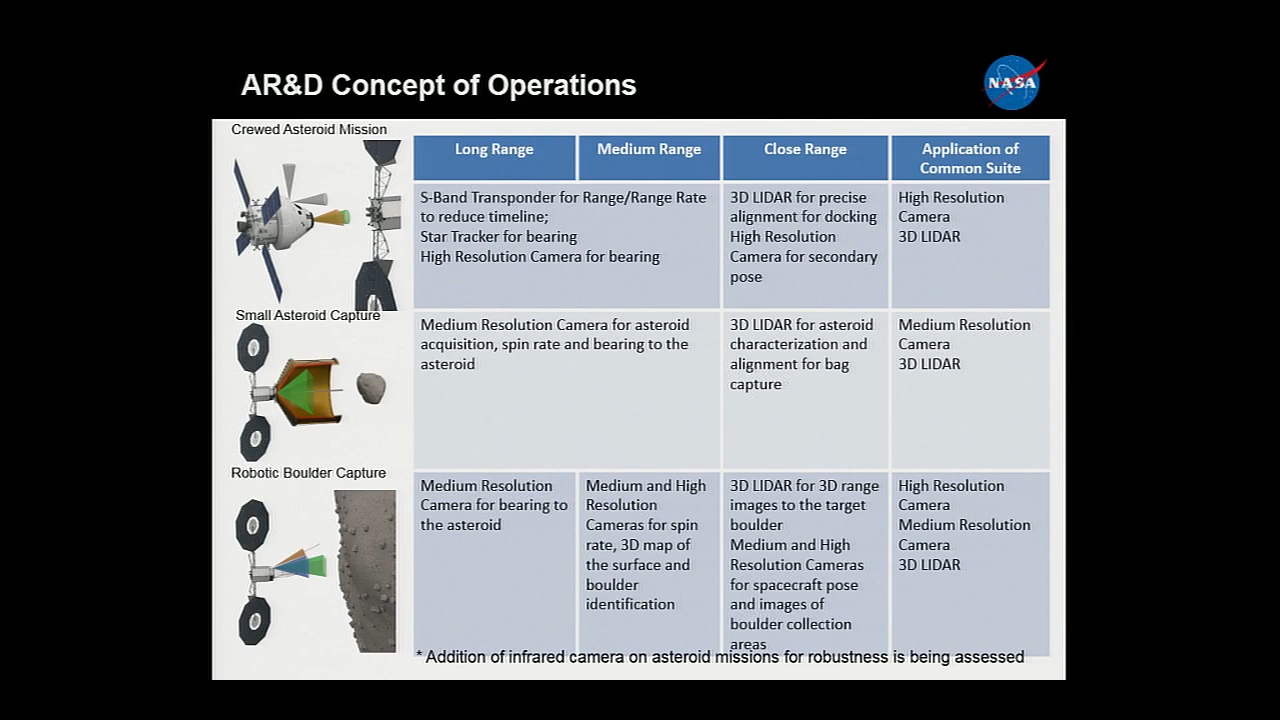 AR&D Concept of Operations
NASA
Crewed Asteroid Mission
Long Range
Medium Range
Close Range
Application of
Common Suite
S-Band Transponder for Range/Range Rate
to reduce timeline;
Star Tracker for bearing
High Resolution Camera for bearing
3D LIDAR for precise
alignment for docking
High Resolution
Camera for secondary
pose
High Resolution
Camera
3D LIDAR
Small Asteroid Capture
Medium Resolution Camera for asteroid
acquisition, spin rate and bearing to the
asteroid
3D LIDAR for asteroid
characterization and
alignment for bag
capture
Medium Resolution
Camera
3D LIDAR
Robotic Boulder Capture
Medium Resolution
Camera for bearing to
the asteroid
Medium and High
Resolution
Cameras for spin
rate, 3D map of
the surface and
boulder
identification
3D LIDAR for 3D range
images to the target
boulder
Medium and High
Resolution Cameras
for spacecraft pose
and images of
boulder collection
areas
High Resolution
Camera
Medium Resolution
Camera
3D LIDAR
* Addition of infrared camera on asteroid missions for robustness is being assessed